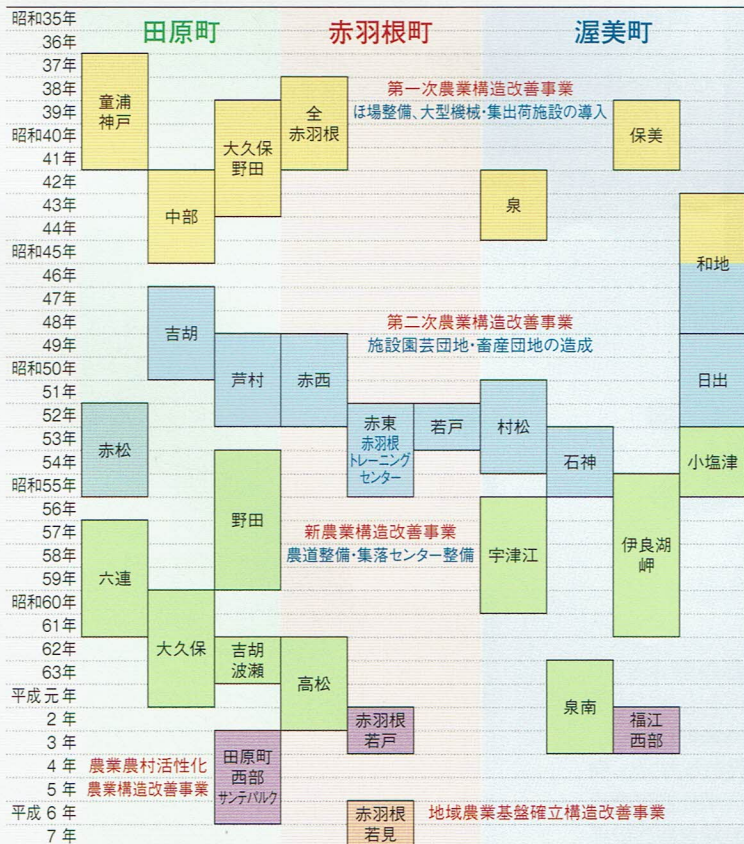 昭和35年
36年
37年
38年
39年
昭和40年
41年
42年
43年
44年
昭和45年
46年
47年
48年
49年
昭和50年
51年
52年
53年
54年
昭和55年
56年
57年
58年
59年
昭和60年
61年
62年
63年
平成元年
2年
3年
4年
5年
平成6年
7年
田原町
赤羽根町
渥美町
第一次農業構造改善事業
ほ場整備、大型機械・集出荷施設の導入
童浦
神戸
大久保
野田
全
赤羽根
保美
中部
泉
和地
第二次農業構造改善事業
施設園芸団地・畜産団地の造成
吉胡
芦村
赤西
日出
赤松
赤東
赤羽根
トレーニング
センター
若戸
村松
石神
小塩津
新農業構造改善事業
農道整備・集落センター整備
野田
六連
宇津江
伊良湖
岬
大久保
吉胡
波瀬
高松
泉南
赤羽根
若戸
福江
西部
農業農村活性化
農業構造改善事業
田原町
西部
サンテパルク
赤羽根
若見
地域農業基盤確立構造改善事業